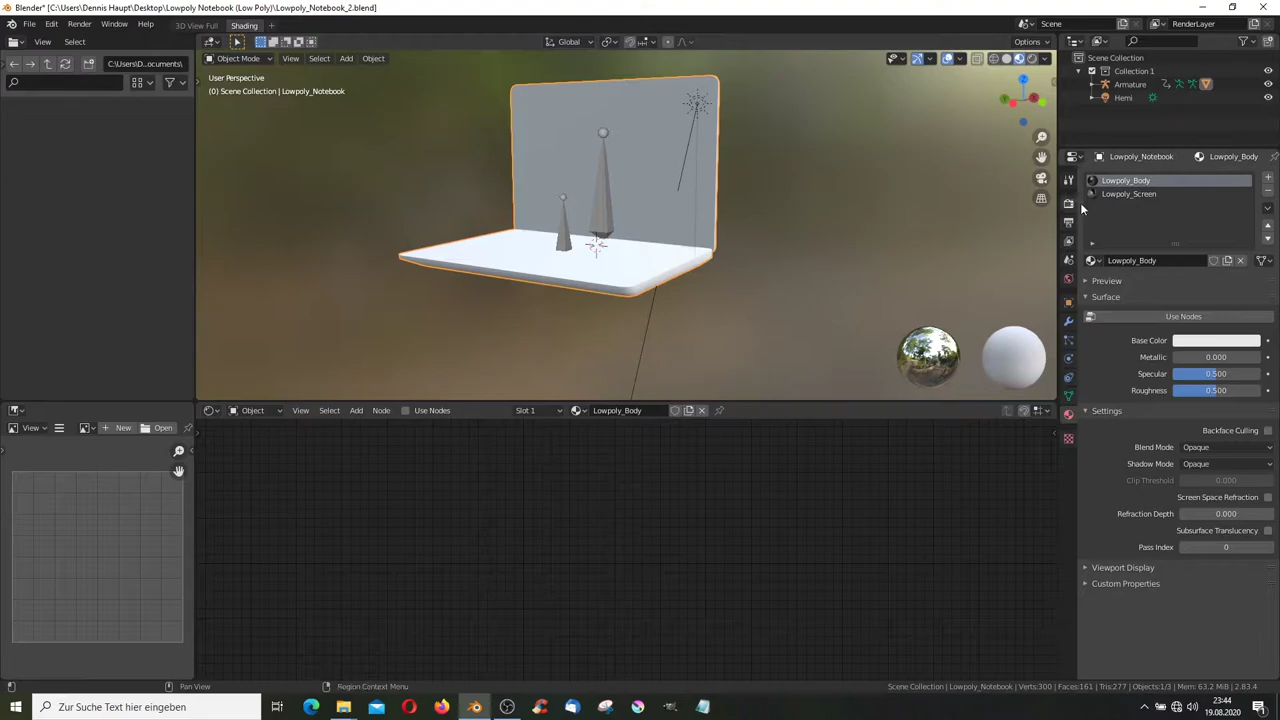 Blender* [C:\Users\Dennis Haupt\Desktop\Lowpoly Notebook (Low Poly)\Lowpoly_Notebook_2.blend]
File Edit Render Window Help 3D View Full Shading Scene RenderLayer
View Select Global Options
C:\Users\D...ocuments\ Object Mode View Select Add Object
User Perspective
(0) Scene Collection | Lowpoly_Notebook
Scene Collection
Collection 1
Armature
Hemi
Lowpoly_Notebook Lowpoly_Body
Lowpoly_Body
Lowpoly_Screen
Lowpoly_Body
Preview
Surface
Use Nodes
Base Color
Metallic 0.000
Specular 0.500
Roughness 0.500
Settings
Backface Culling
Blend Mode Opaque
Shadow Mode Opaque
Clip Threshold 0.000
Screen Space Refraction
Refraction Depth 0.000
Subsurface Translucency
Pass Index 0
Viewport Display
Custom Properties
Object View Select Add Node Use Nodes Slot 1 Lowpoly_Body
View New Open
Pan View Region Context Menu Scene Collection | Lowpoly_Notebook | Verts:300 | Faces:161 | Tris:277 | Objects:1/3 | Mem: 63.2 MiB | 2.83.4
Zur Suche hier eingeben
23:44
19.08.2020